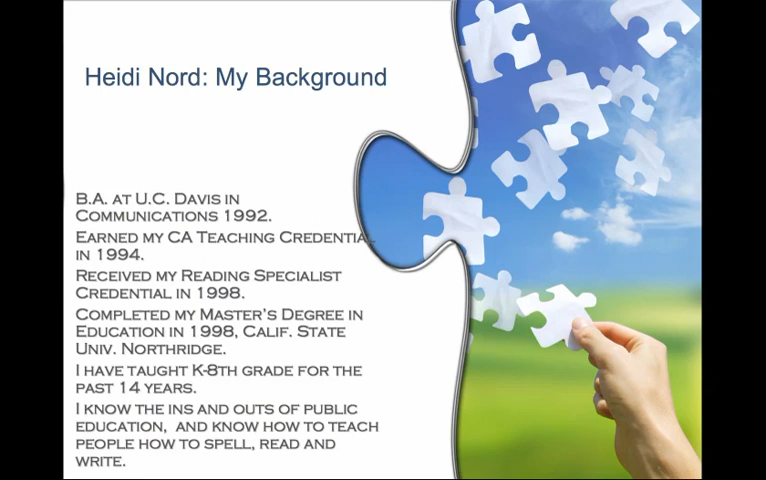 Heidi Nord: My Background
B.A. at U.C. Davis in
Communications 1992.
Earned my CA Teaching Credential
in 1994.
Received my Reading Specialist
Credential in 1998.
Completed my Master's Degree in
Education in 1998, Calif. State
Univ. Northridge.
I have taught K-8th grade for the
past 14 years.
I know the ins and outs of public
education, and know how to teach
people how to spell, read and
write.